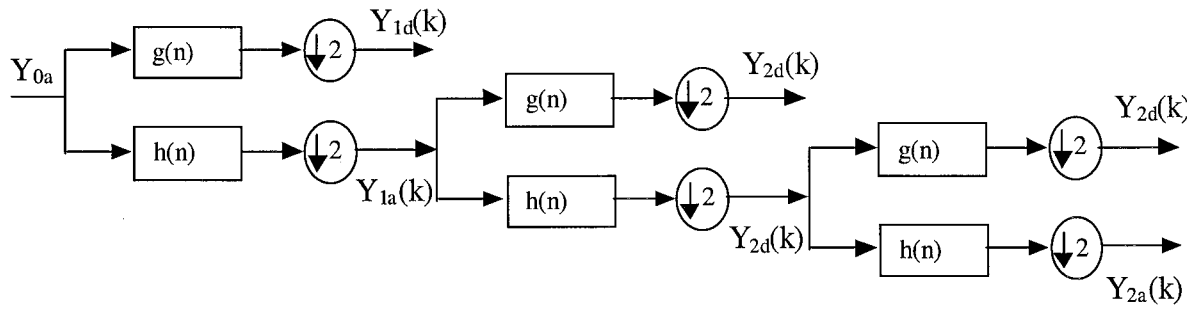 Y0a
g(n)
2
Y1d(k)
h(n)
2
Y1a(k)
g(n)
2
Y2d(k)
h(n)
2
Y2d(k)
g(n)
2
Y2d(k)
h(n)
2
Y2a(k)